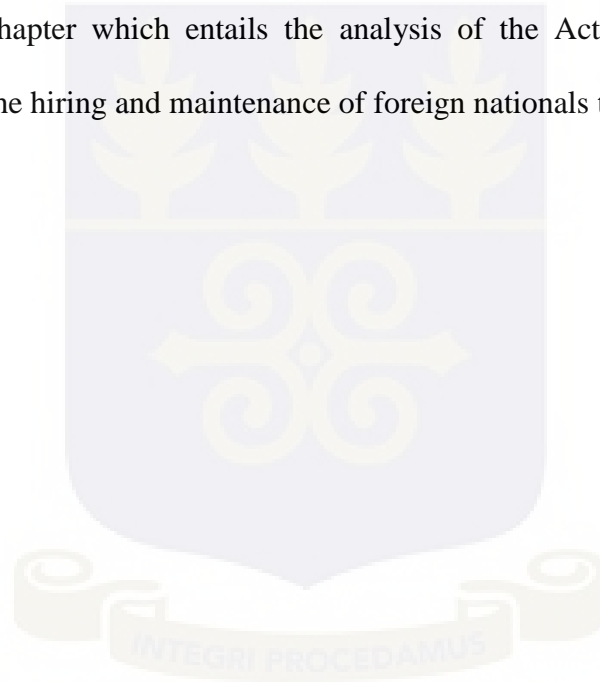 hapter which entails the analysis of the Act
he hiring and maintenance of foreign nationals
INTEGRI PROCEDAMUS